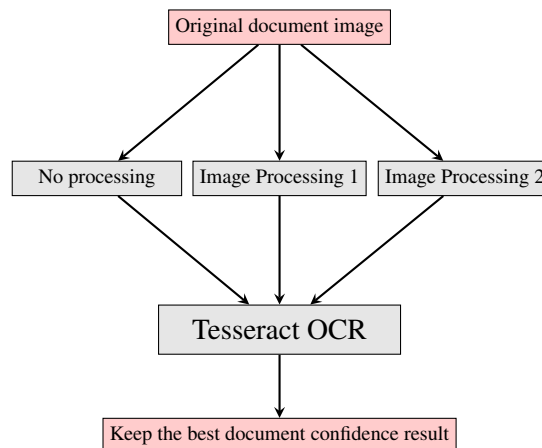 Original document image
No processing
Image Processing 1
Image Processing 2
Tesseract OCR
Keep the best document confidence result